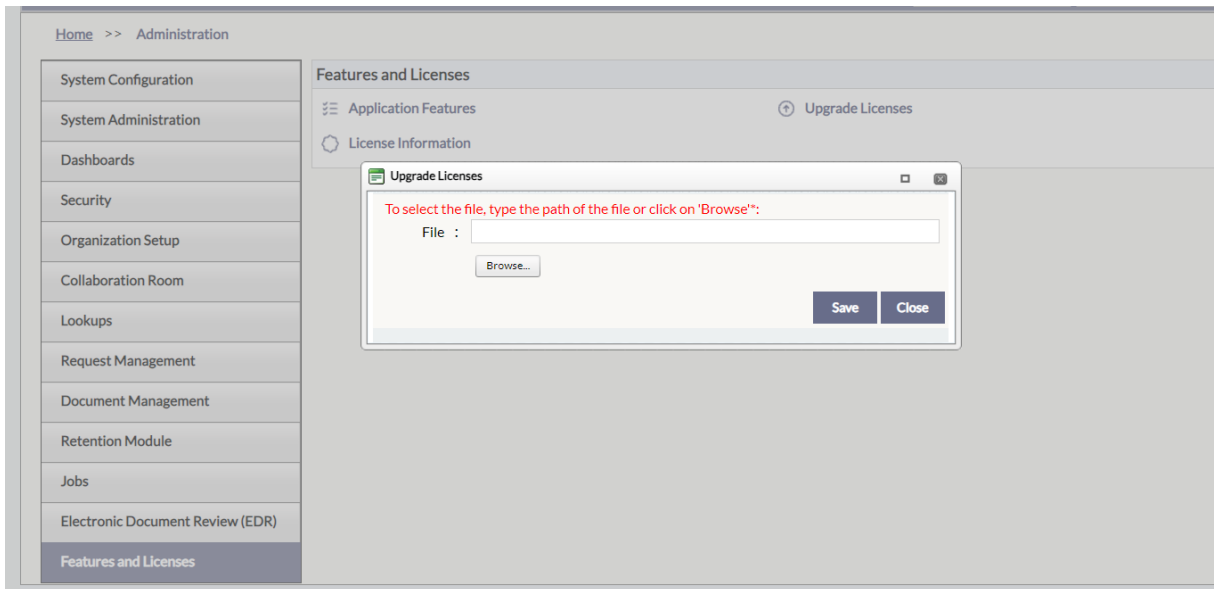 Home >> Administration
System Configuration
System Administration
Dashboards
Security
Organization Setup
Collaboration Room
Lookups
Request Management
Document Management
Retention Module
Jobs
Electronic Document Review (EDR)
Features and Licenses
Features and Licenses
Application Features
Upgrade Licenses
License Information
Upgrade Licenses
To select the file, type the path of the file or click on 'Browse'*:
File :
Browse...
Save Close